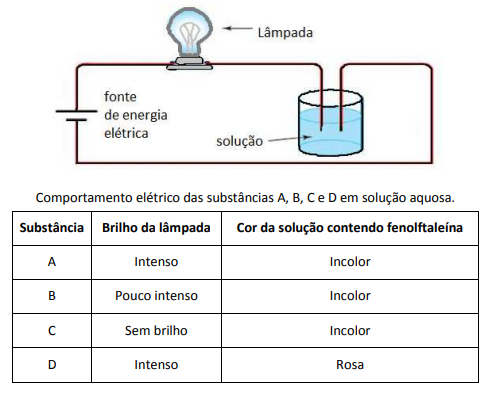 Lâmpada
fonte
de energia
elétrica
solução
Comportamento elétrico das substâncias A, B, C e D em solução aquosa.
Substância Brilho da lâmpada Cor da solução contendo fenolftaleína
A Intenso Incolor
B Pouco intenso Incolor
C Sem brilho Incolor
D Intenso Rosa